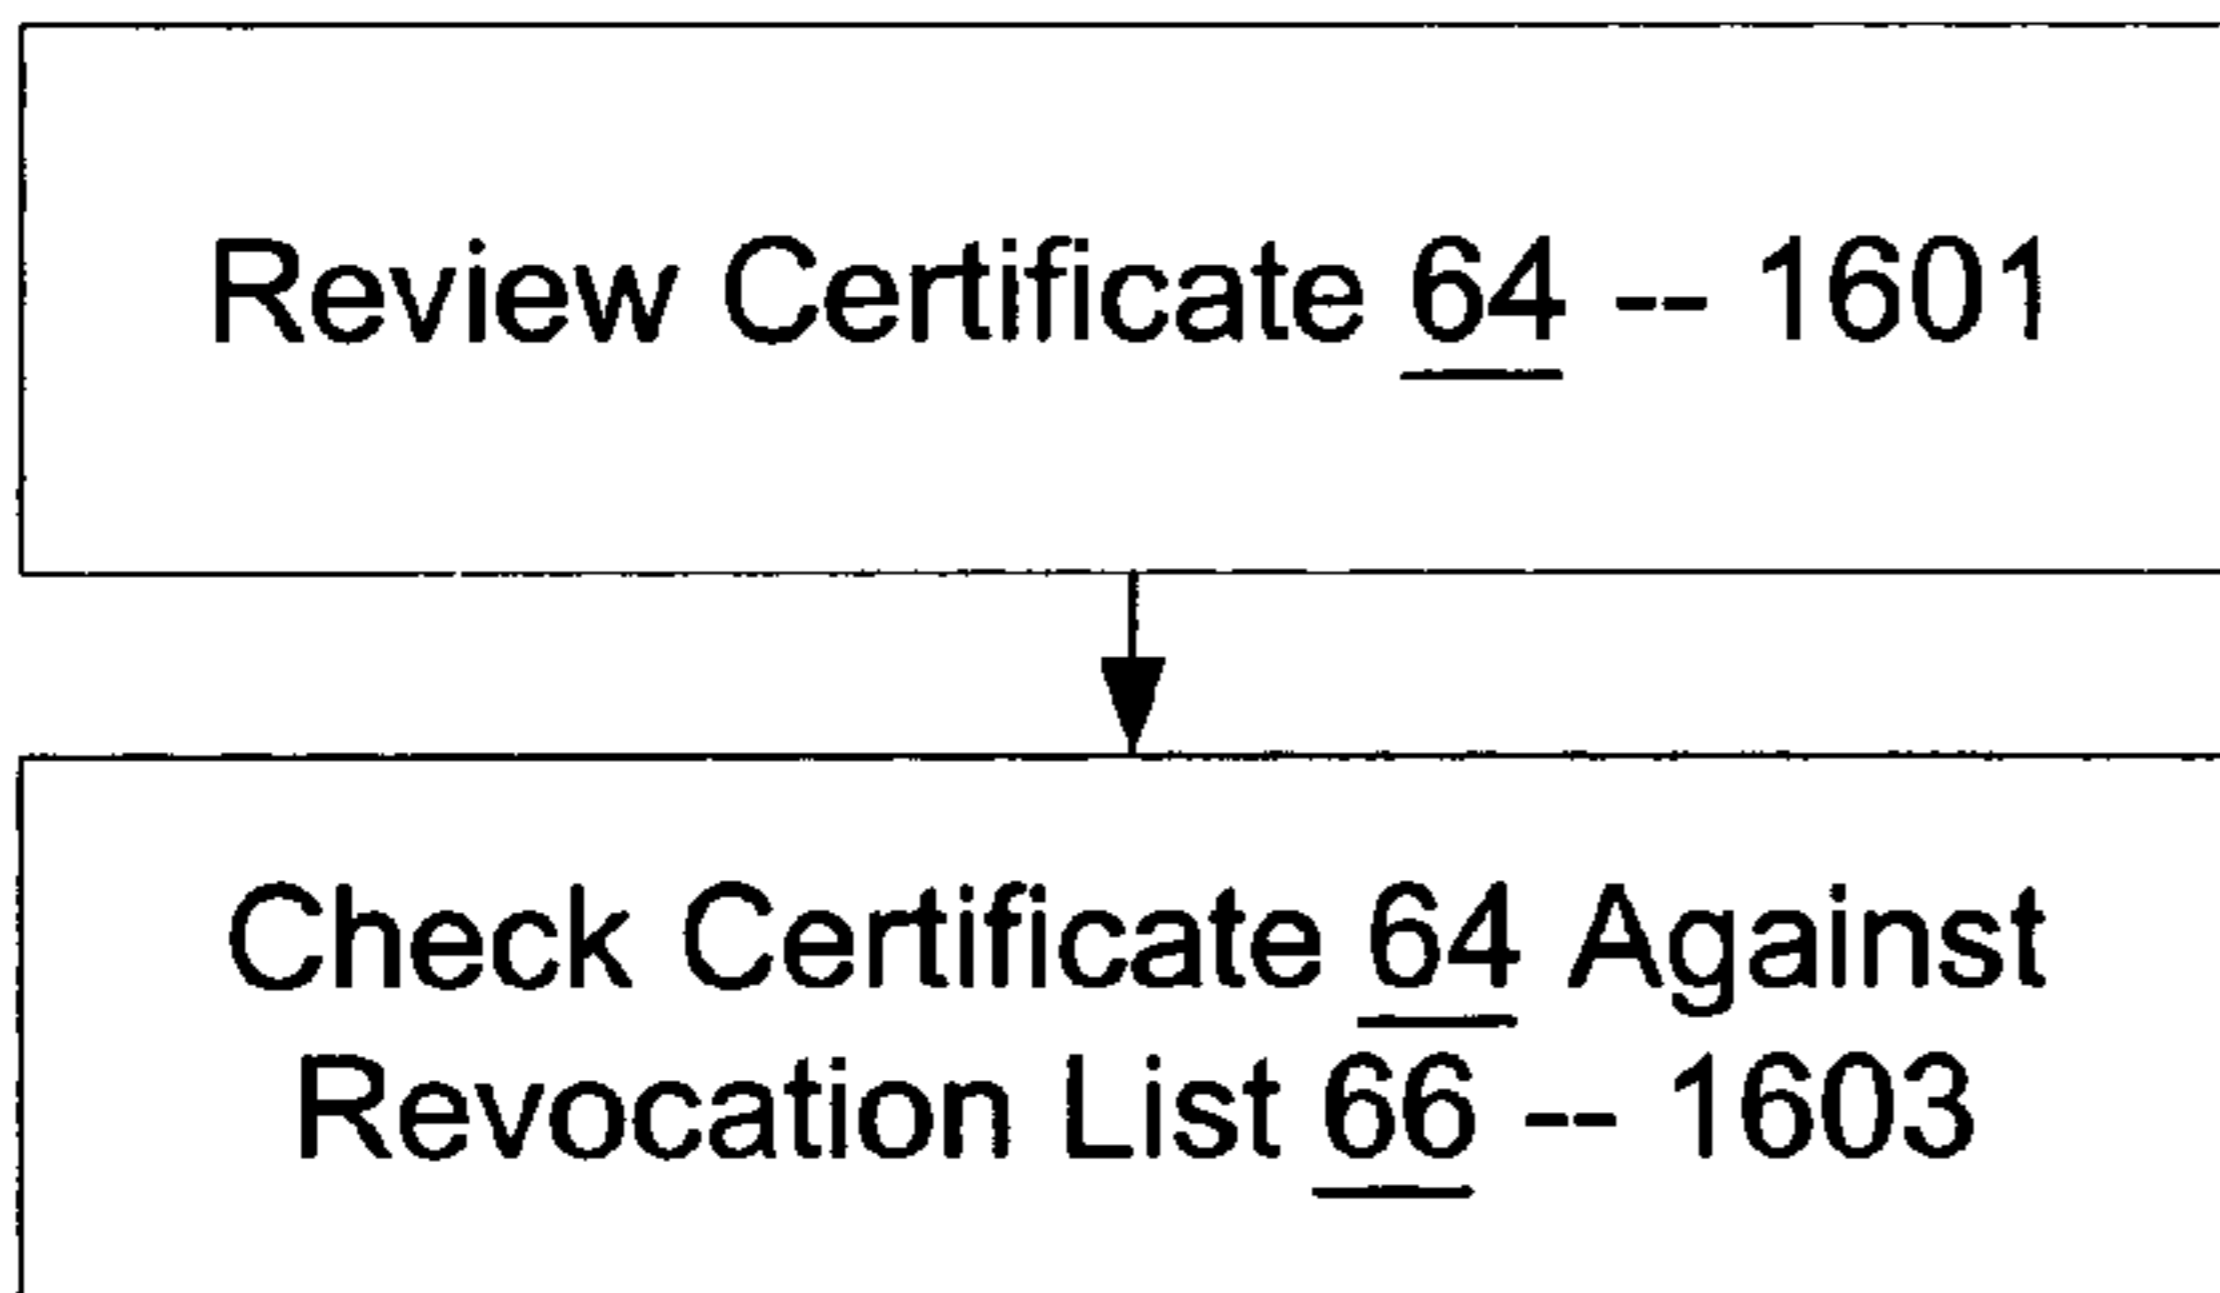 Review Certificate 64 -- 1601
Check Certificate 64 Against
Revocation List 66 -- 1603